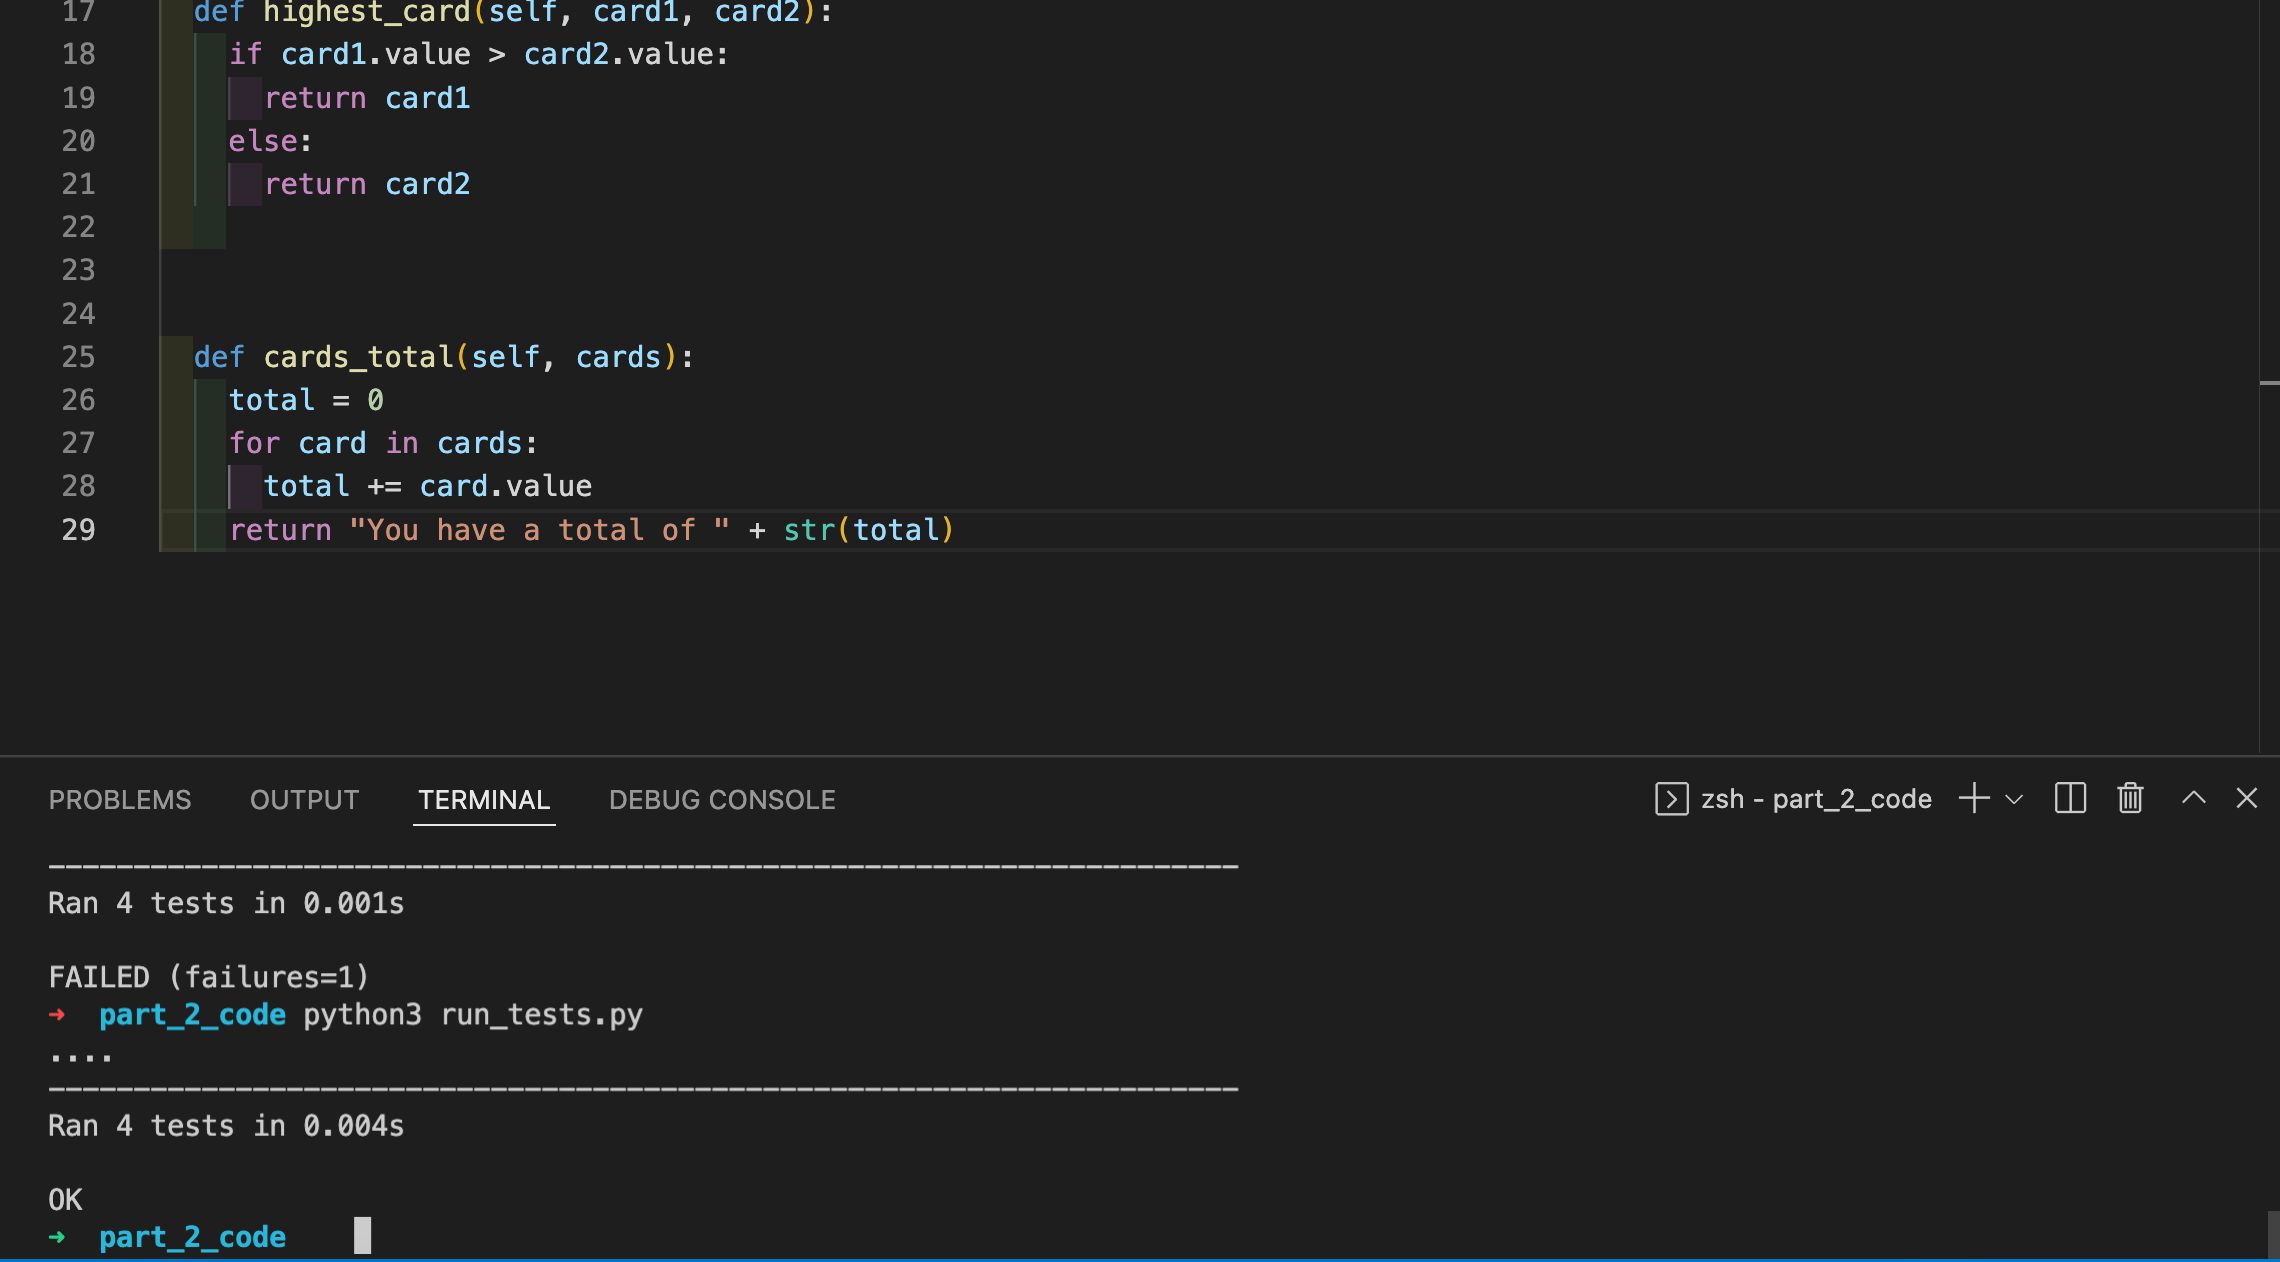 17 def highest_card(self, card1, card2):
18 if card1.value > card2.value:
19 return card1
20 else:
21 return card2
22
23
24
25 def cards_total(self, cards):
26 total = 0
27 for card in cards:
28 total += card.value
29 return "You have a total of " + str(total)
PROBLEMS OUTPUT TERMINAL DEBUG CONSOLE zsh - part_2_code
----------------------------------------------------------------------
Ran 4 tests in 0.001s
FAILED (failures=1)
➜ part_2_code python3 run_tests.py
....
----------------------------------------------------------------------
Ran 4 tests in 0.004s
OK
➜ part_2_code